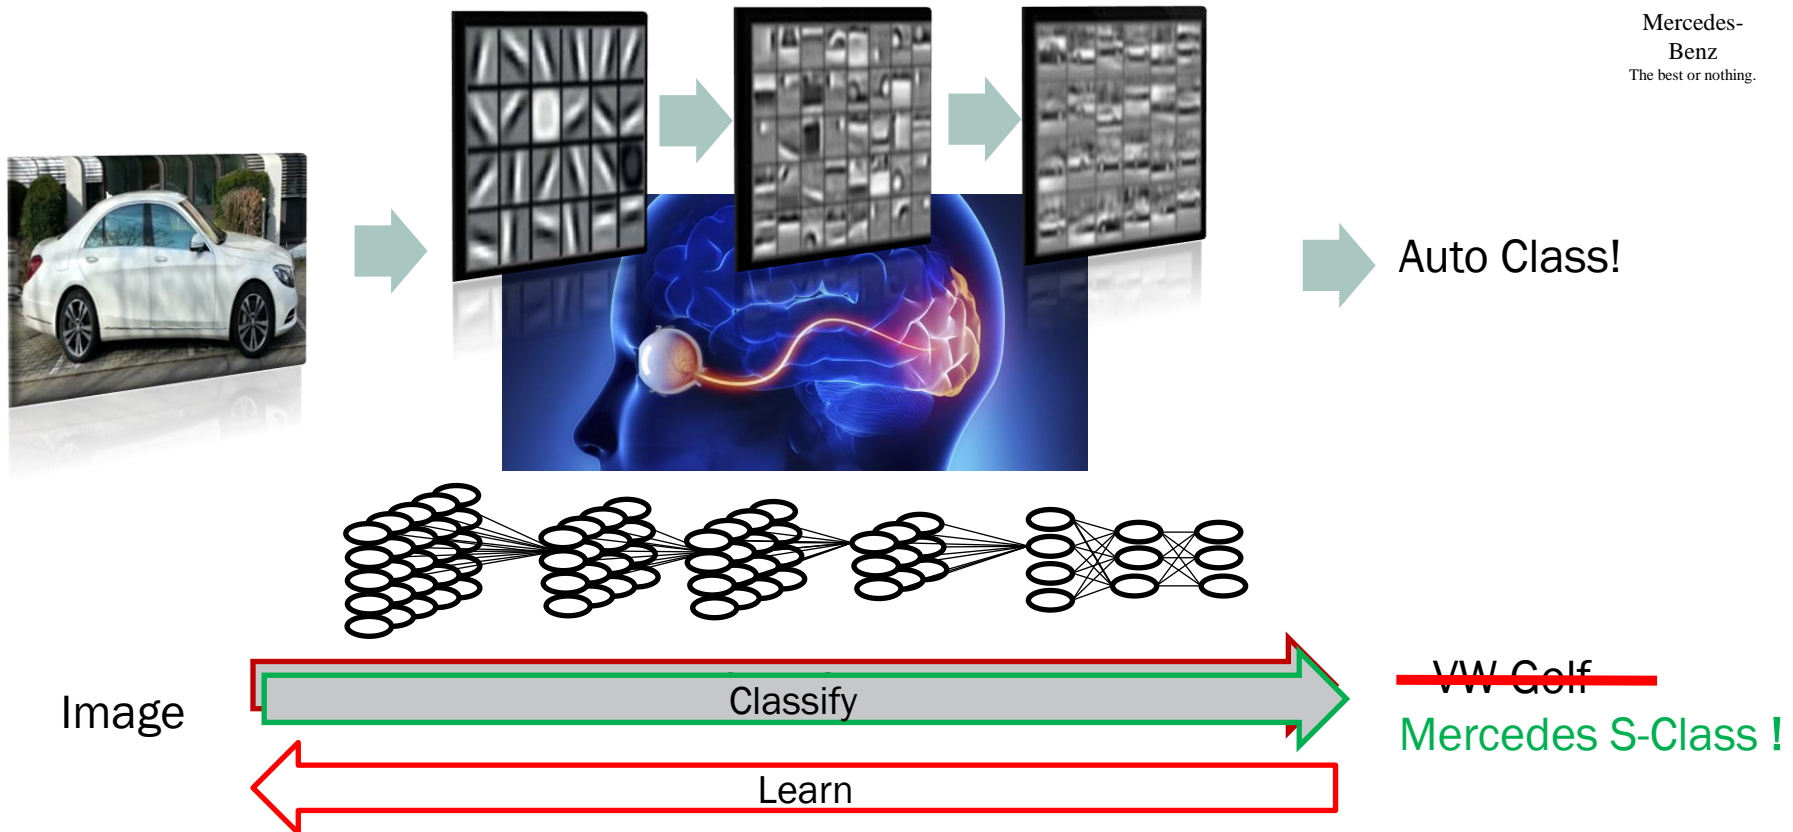 Mercedes-
Benz
The best or nothing.
Auto Class!
Image
Classify
VW Golf
Mercedes S-Class !
Learn